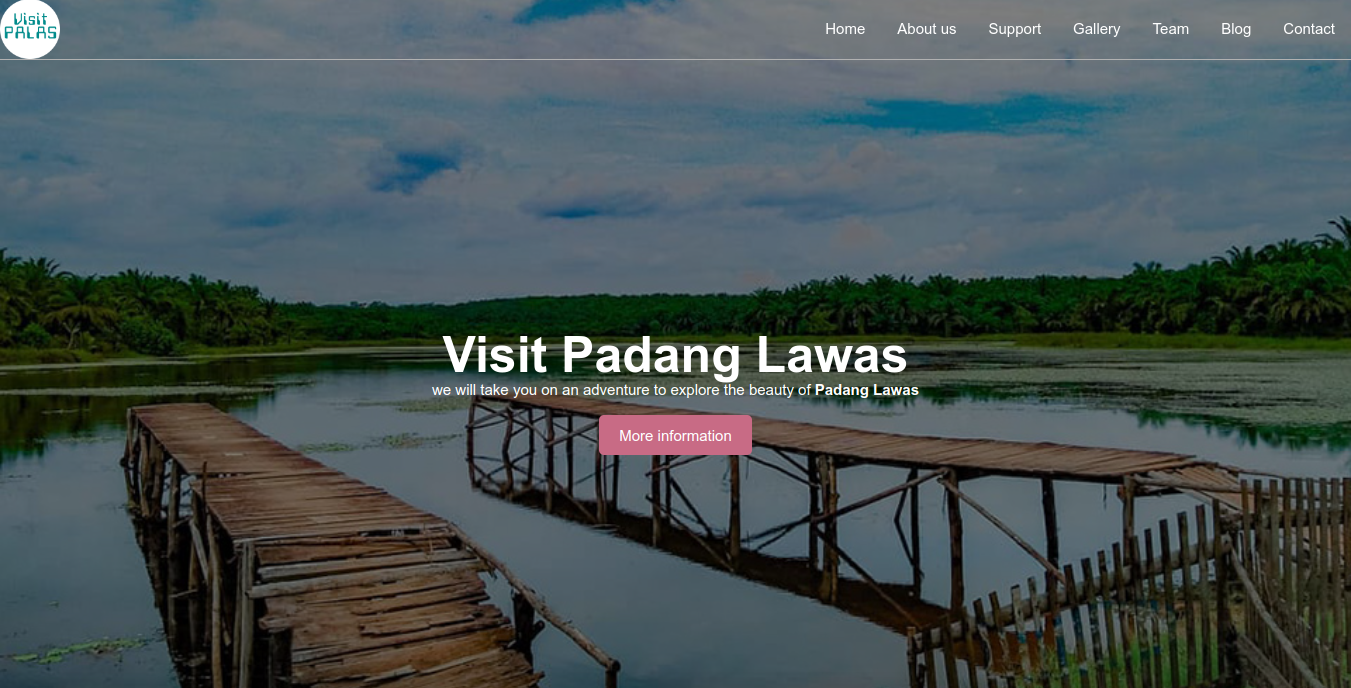 Visit
PALAS
Home About us Support Gallery Team Blog Contact
Visit Padang Lawas
we will take you on an adventure to explore the beauty of Padang Lawas
More information